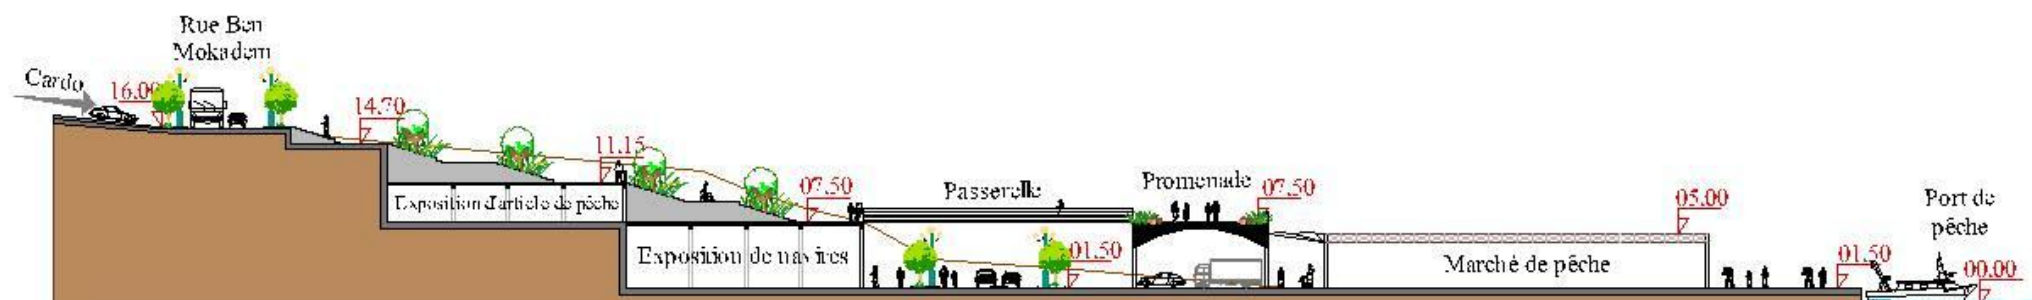 Rue Ben
Mokadem
Cardo
16.00
14.70
11.15
Exposition d'article de pêche
07.50
Exposition de navires
Passerelle
01.50
Promenade
07.50
Marché de pêche
05.00
01.50
Port de
pêche
00.00